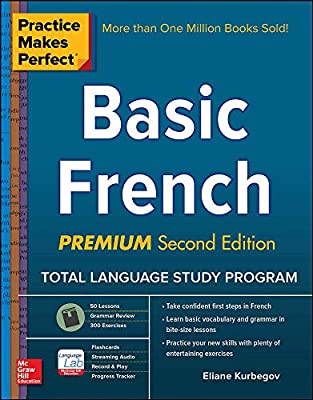 Practice
Makes
Perfect®
More than One Million Books Sold!
Basic
French
PREMIUM Second Edition
TOTAL LANGUAGE STUDY PROGRAM
50 Lessons
Grammar Review
300 Exercises
Language
Lab
McGraw-Hill Education
Flashcards
Streaming Audio
Record & Play
Progress Tracker
• Take confident first steps in French
• Learn basic vocabulary and grammar in
bite-size lessons
• Practice your new skills with plenty of
entertaining exercises
Mc
Graw
Hill
Education
Eliane Kurbegov